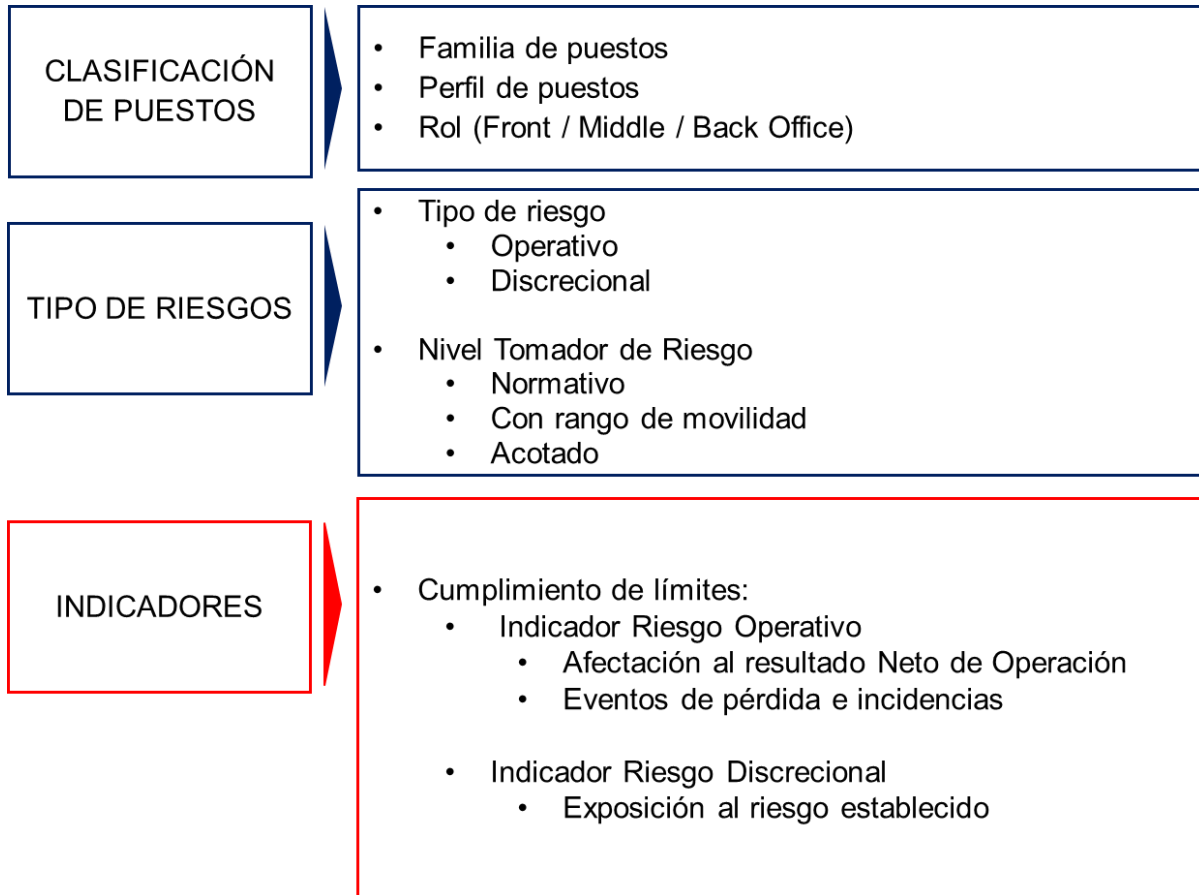 CLASIFICACIÓN
DE PUESTOS
• Familia de puestos
• Perfil de puestos
• Rol (Front / Middle / Back Office)
TIPO DE RIESGOS
• Tipo de riesgo
• Operativo
• Discrecional
• Nivel Tomador de Riesgo
• Normativo
• Con rango de movilidad
• Acotado
INDICADORES
• Cumplimiento de límites:
• Indicador Riesgo Operativo
• Afectación al resultado Neto de Operación
• Eventos de pérdida e incidencias
• Indicador Riesgo Discrecional
• Exposición al riesgo establecido